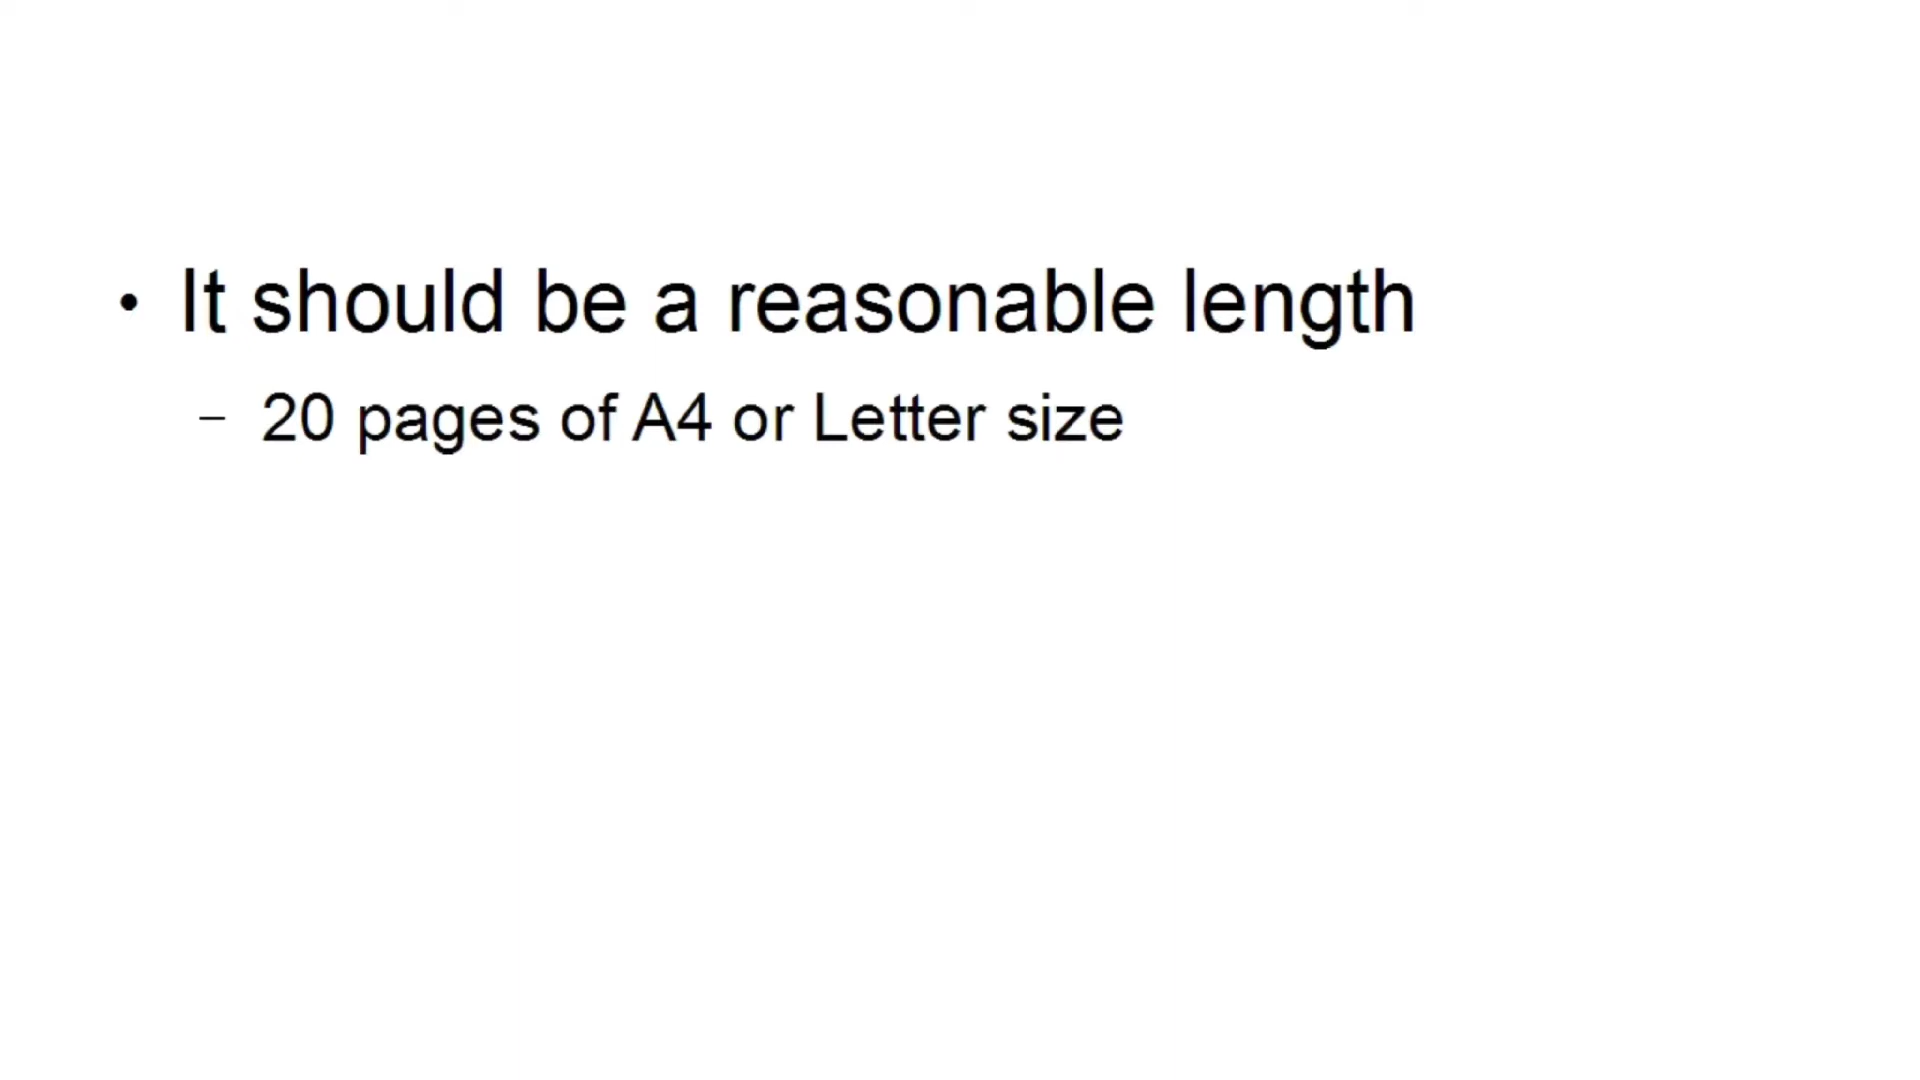 • It should be a reasonable length
– 20 pages of A4 or Letter size